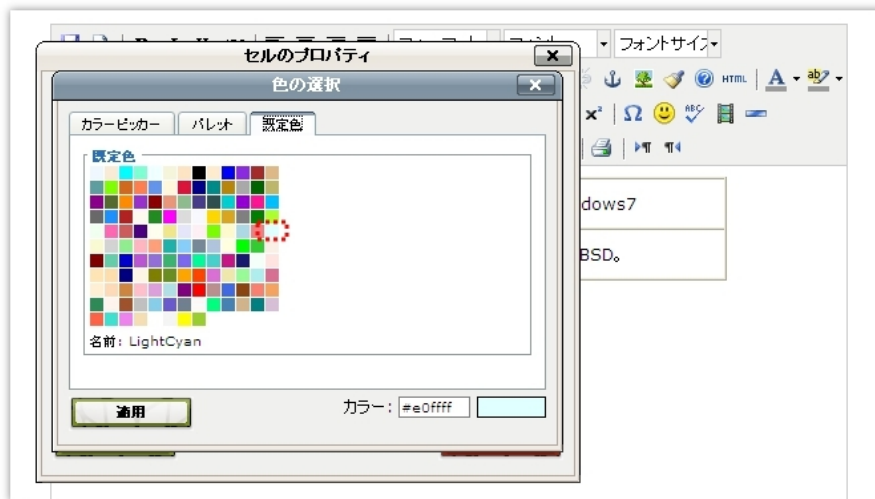 フォントサイズ
セルのプロパティ
色の選択
HTML
カラーピッカー パレット 既定色
既定色
dows7
BSD。
名前: LightCyan
適用
カラー: #e0ffff